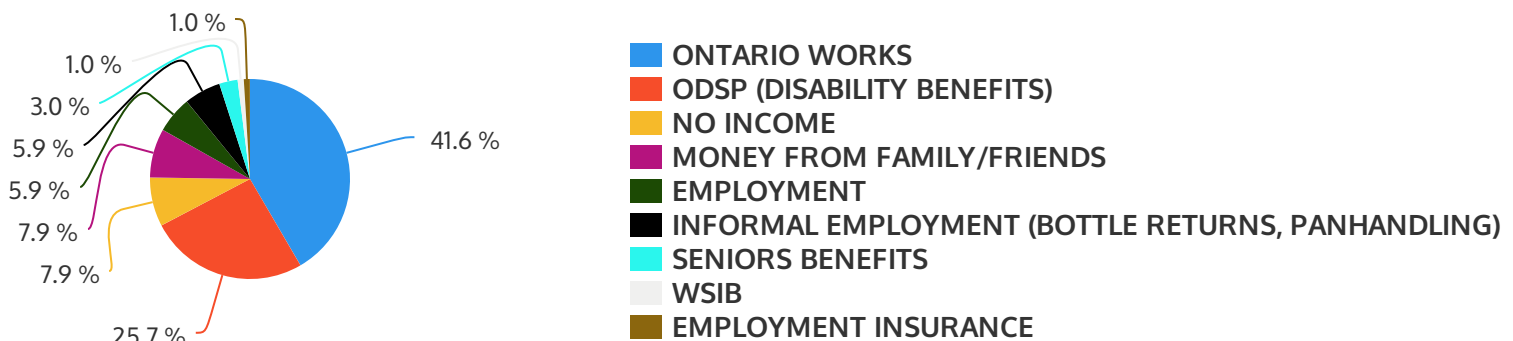 1.0 %
1.0 %
3.0 %
5.9 %
5.9 %
7.9 %
7.9 %
25.7 %
41.6 %
ONTARIO WORKS
ODSP (DISABILITY BENEFITS)
NO INCOME
MONEY FROM FAMILY/FRIENDS
EMPLOYMENT
INFORMAL EMPLOYMENT (BOTTLE RETURNS, PANHANDLING)
SENIORS BENEFITS
WSIB
EMPLOYMENT INSURANCE